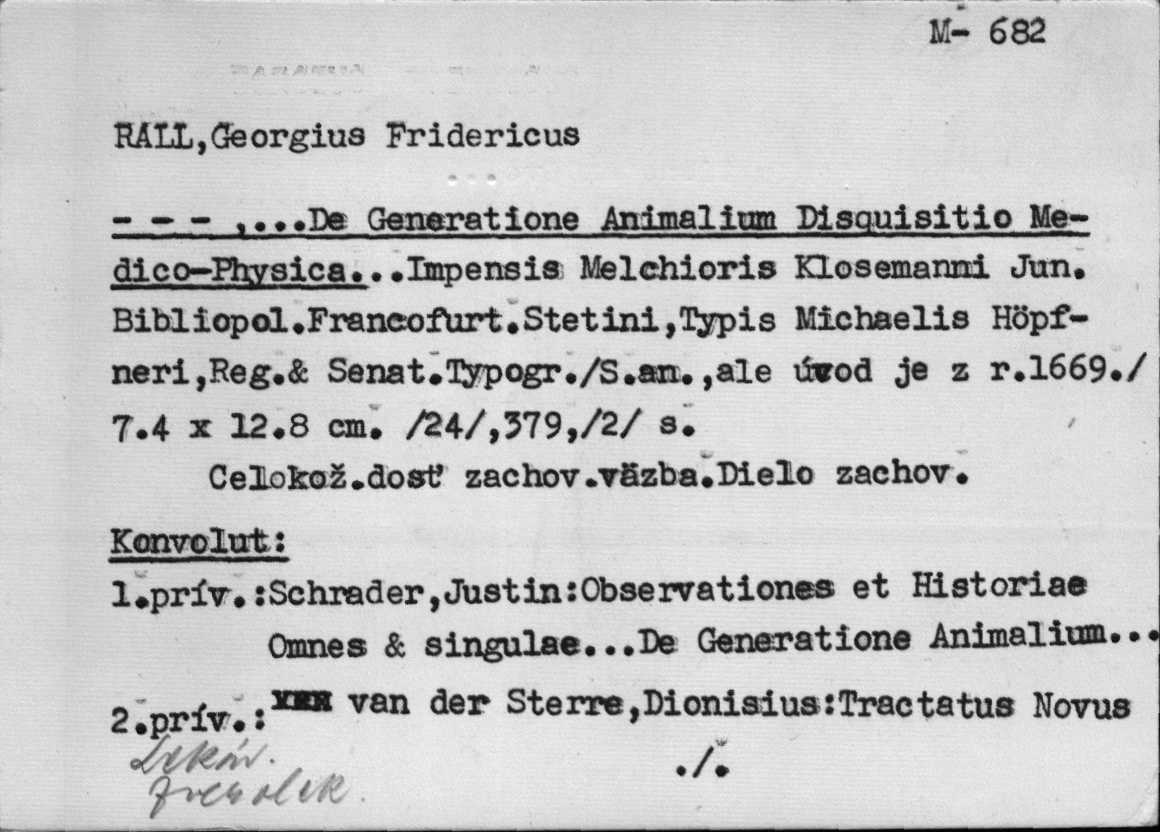 M- 682
RALL,Georgius Fridericus
- - - ,...De Generatione Animalium Disquisitio Me-
dico-Physica...Impensis Melchioris Klosemanni Jun.
Bibliopol.Francofurt.Stetini,Typis Michaelis Höpf-
neri,Reg.& Senat.Typogr./S.an.,ale úvod je z r.1669./
7.4 x 12.8 cm. /24/,379,/2/ s.
Celokož.dosť zachov.väzba.Dielo zachov.
Konvolut:
1.prív.:Schrader,Justin:Observationes et Historiae
Omnes & singulae...De Generatione Animalium...
2.prív.: van der Sterre,Dionisius:Tractatus Novus
./.
Lekár.